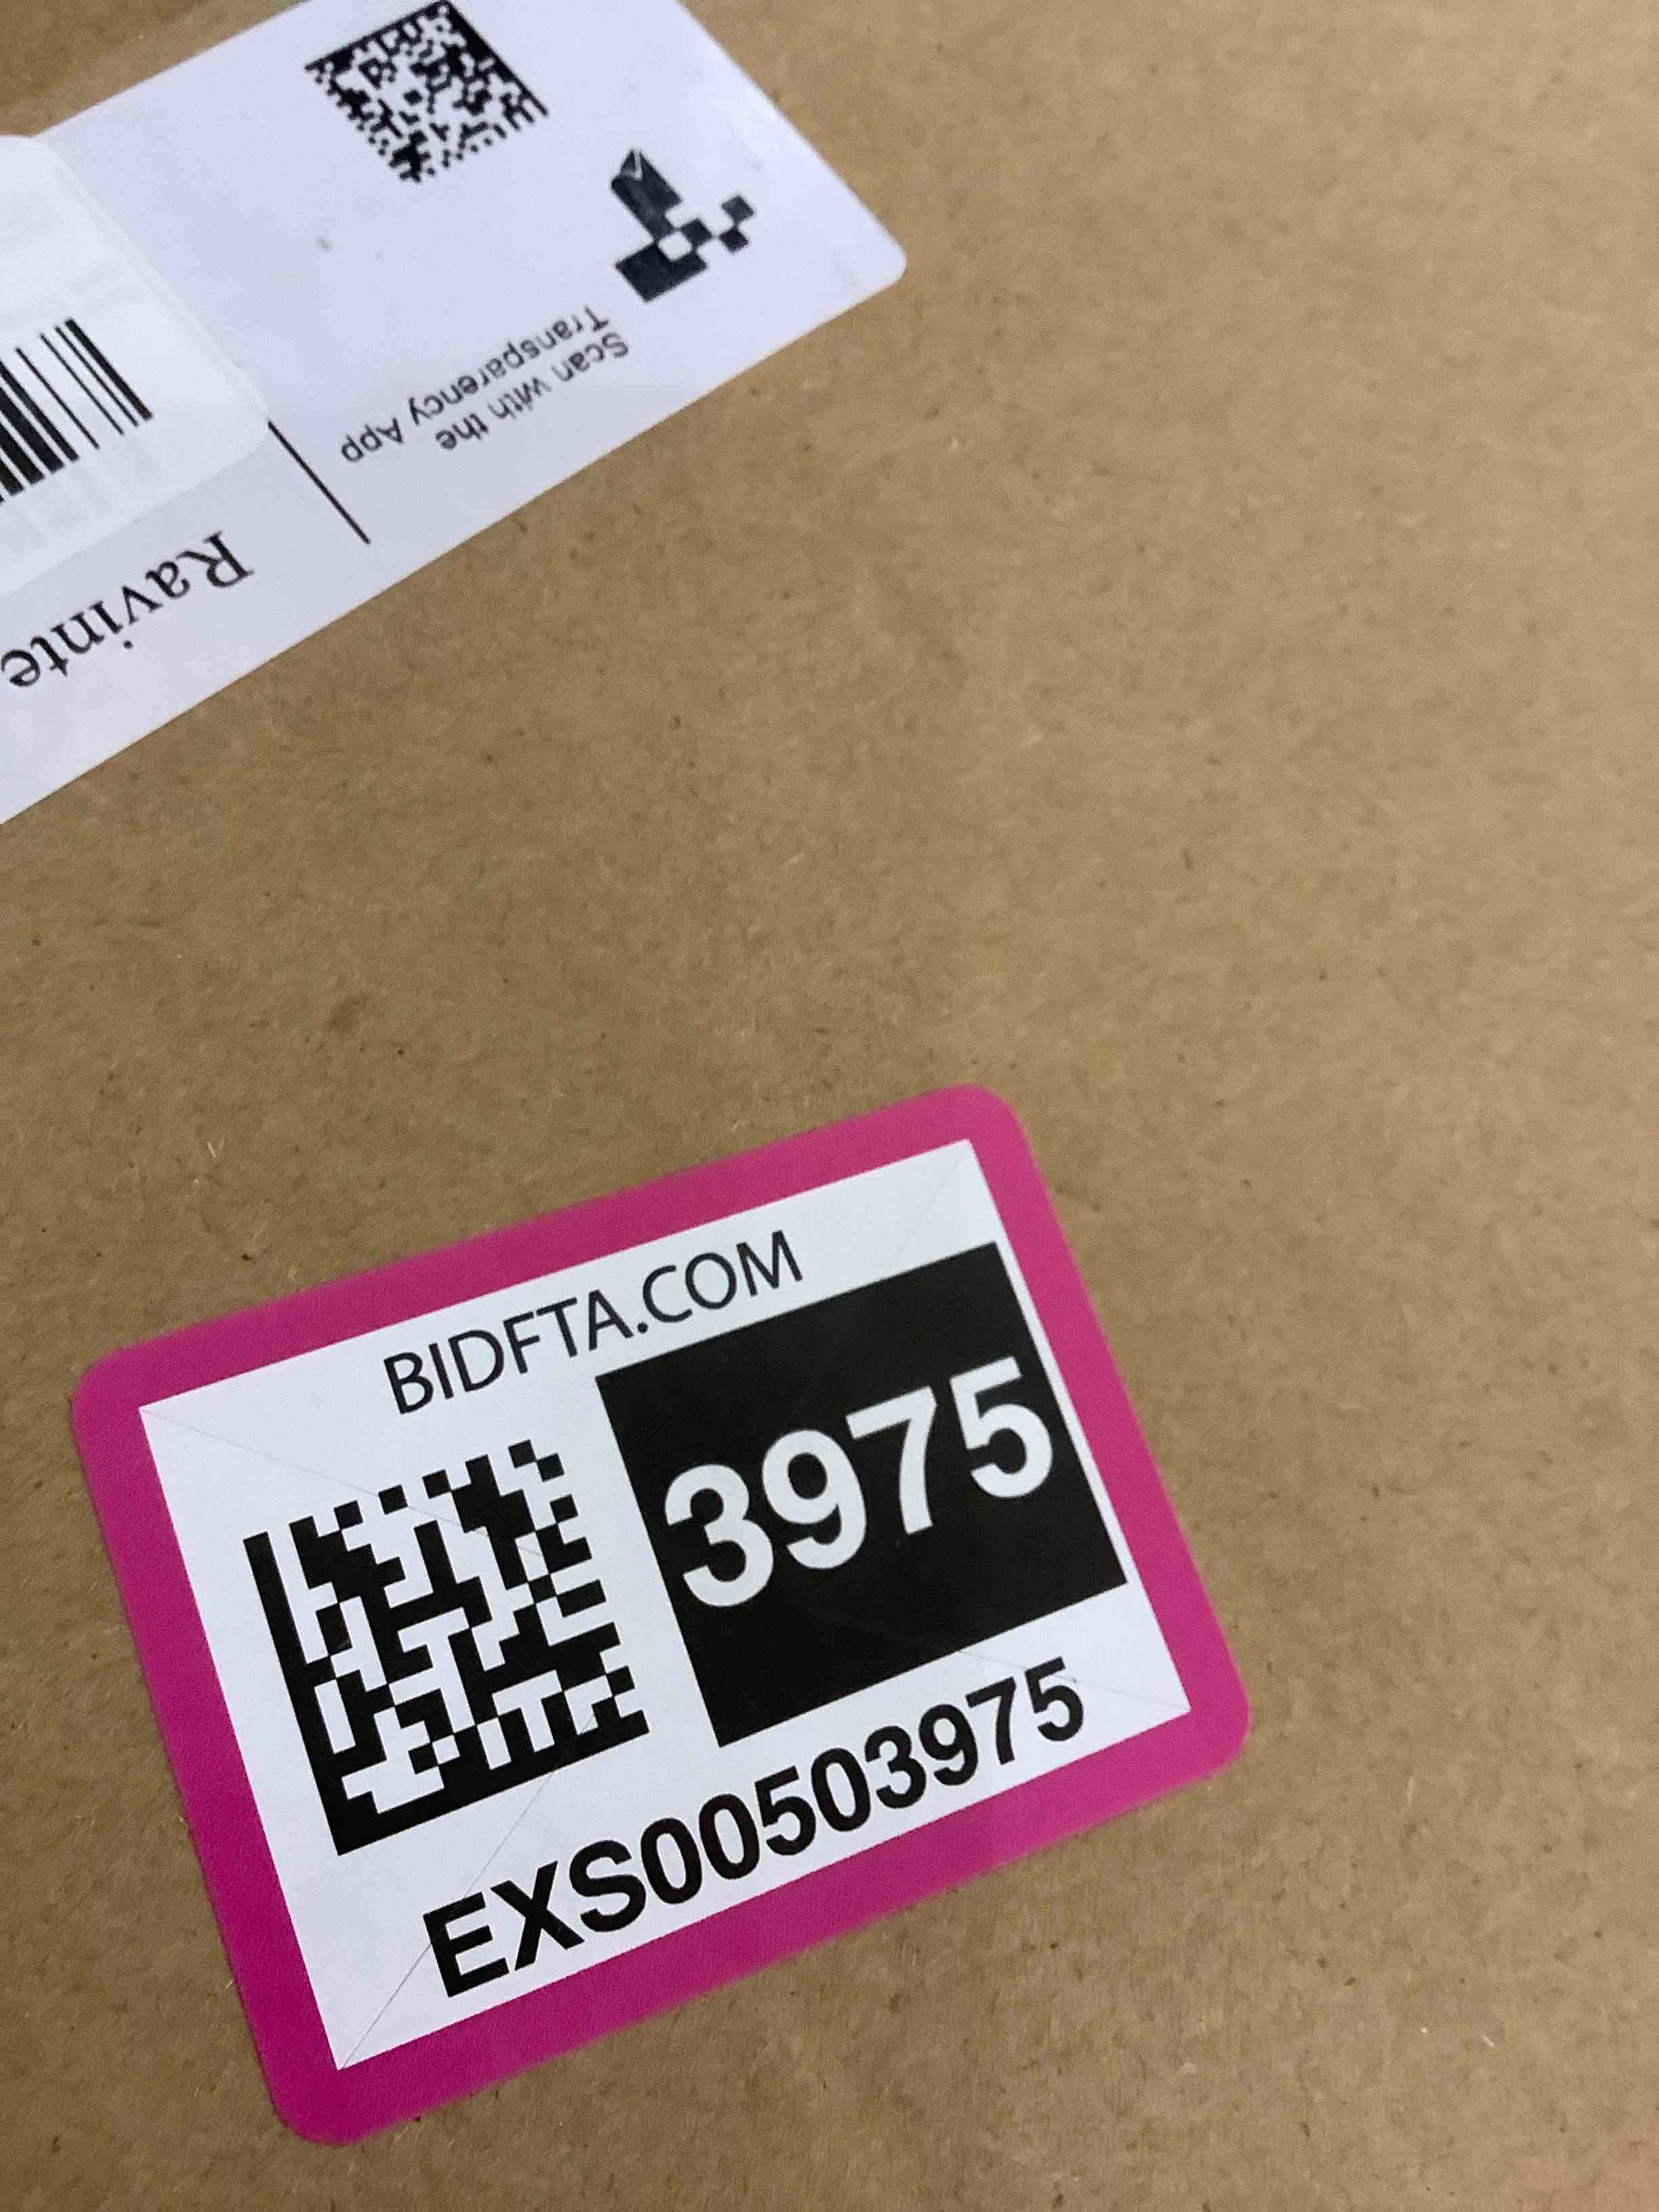 Scan with the
Transparency App
Ravinte
BIDFTA.COM
3975
EXS00503975